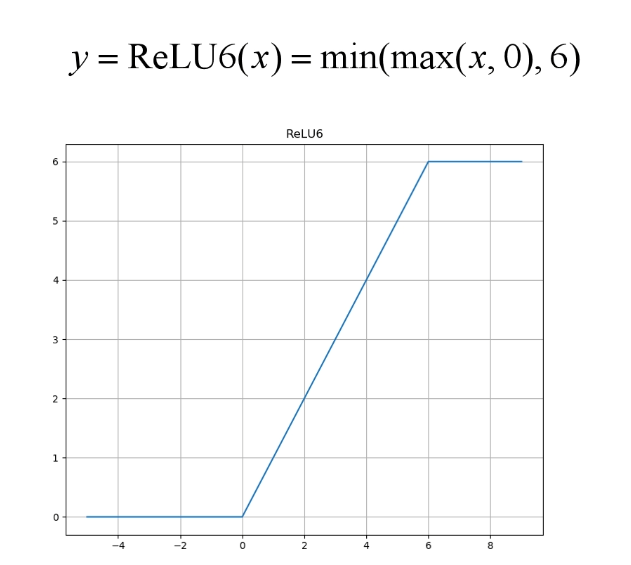 y = ReLU6(x) = min(max(x, 0), 6)
ReLU6
6
5
4
3
2
1
0
−4 −2 0 2 4 6 8